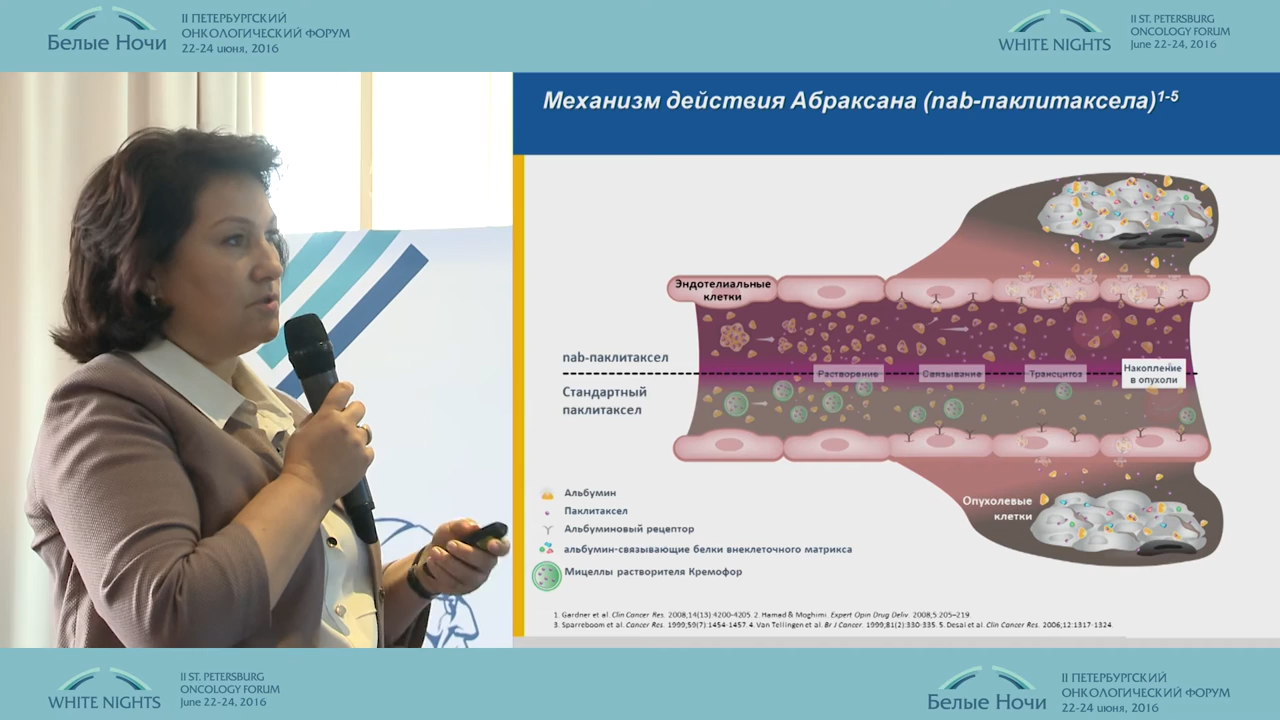 Белые Ночи
II ПЕТЕРБУРГСКИЙ
ОНКОЛОГИЧЕСКИЙ ФОРУМ
22-24 июня, 2016
WHITE NIGHTS
II ST. PETERSBURG
ONCOLOGY FORUM
June 22-24, 2016
Механизм действия Абраксана (nab-паклитаксела)1-5
Эндотелиальные
клетки
nab-паклитаксел
Растворение
Связывание
Трансцитоз
Накопление
в опухоли
Стандартный
паклитаксел
Опухолевые
клетки
Альбумин
Паклитаксел
Альбуминовый рецептор
альбумин-связывающие белки внеклеточного матрикса
Мицеллы растворителя Кремофор
1. Gardner et al. Clin Cancer Res. 2008;14(13):4200-4205. 2. Hamad & Moghimi. Expert Opin Drug Deliv. 2008;5:205–219.
3. Sparreboom et al. Cancer Res. 1999;59(7):1454-1457. 4. Van Tellingen et al. Br J Cancer. 1999;81(2):330-335. 5. Desai et al. Clin Cancer Res. 2006;12:1317-1324.
WHITE NIGHTS
II ST. PETERSBURG
ONCOLOGY FORUM
June 22-24, 2016
Белые Ночи
II ПЕТЕРБУРГСКИЙ
ОНКОЛОГИЧЕСКИЙ ФОРУМ
22-24 июня, 2016